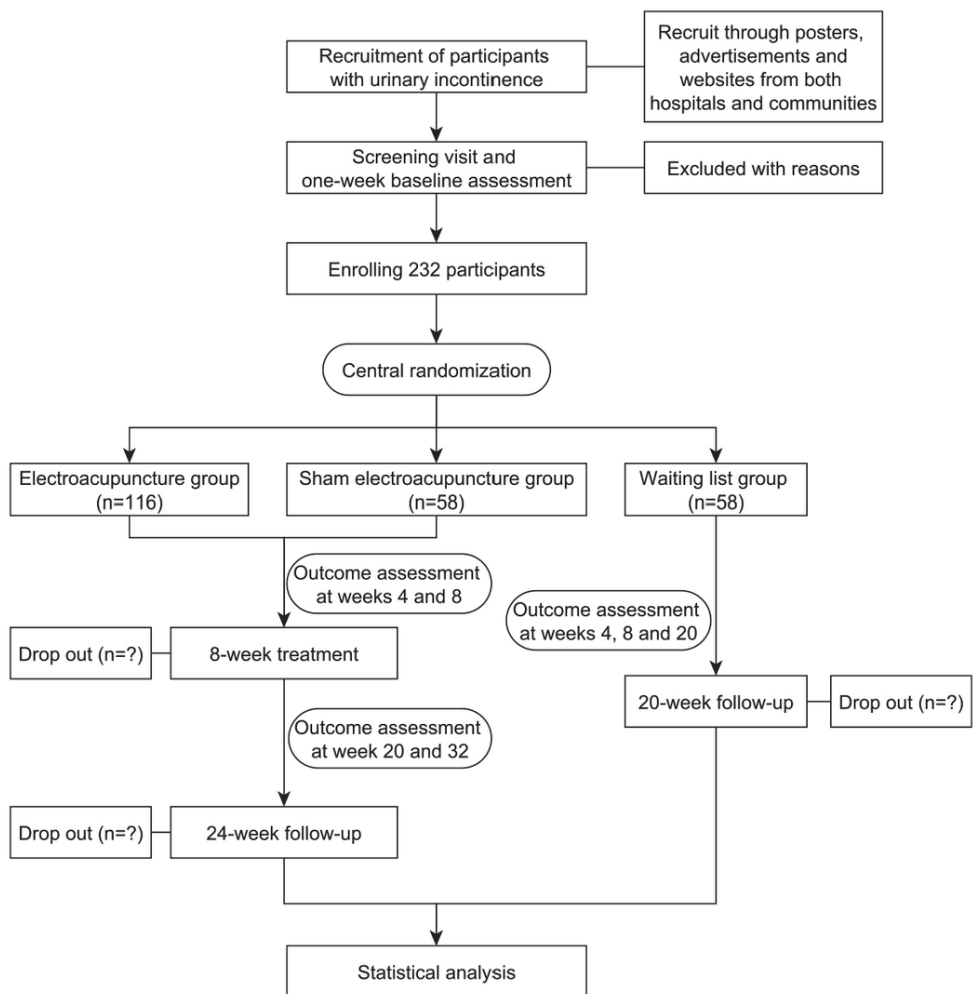 Recruitment of participants
with urinary incontinence
Recruit through posters,
advertisements and
websites from both
hospitals and communities
Screening visit and
one-week baseline assessment
Excluded with reasons
Enrolling 232 participants
Central randomization
Electroacupuncture group
(n=116)
Sham electroacupuncture group
(n=58)
Waiting list group
(n=58)
Outcome assessment
at weeks 4 and 8
Outcome assessment
at weeks 4, 8 and 20
Drop out (n=?)
8-week treatment
20-week follow-up
Drop out (n=?)
Outcome assessment
at week 20 and 32
Drop out (n=?)
24-week follow-up
Statistical analysis